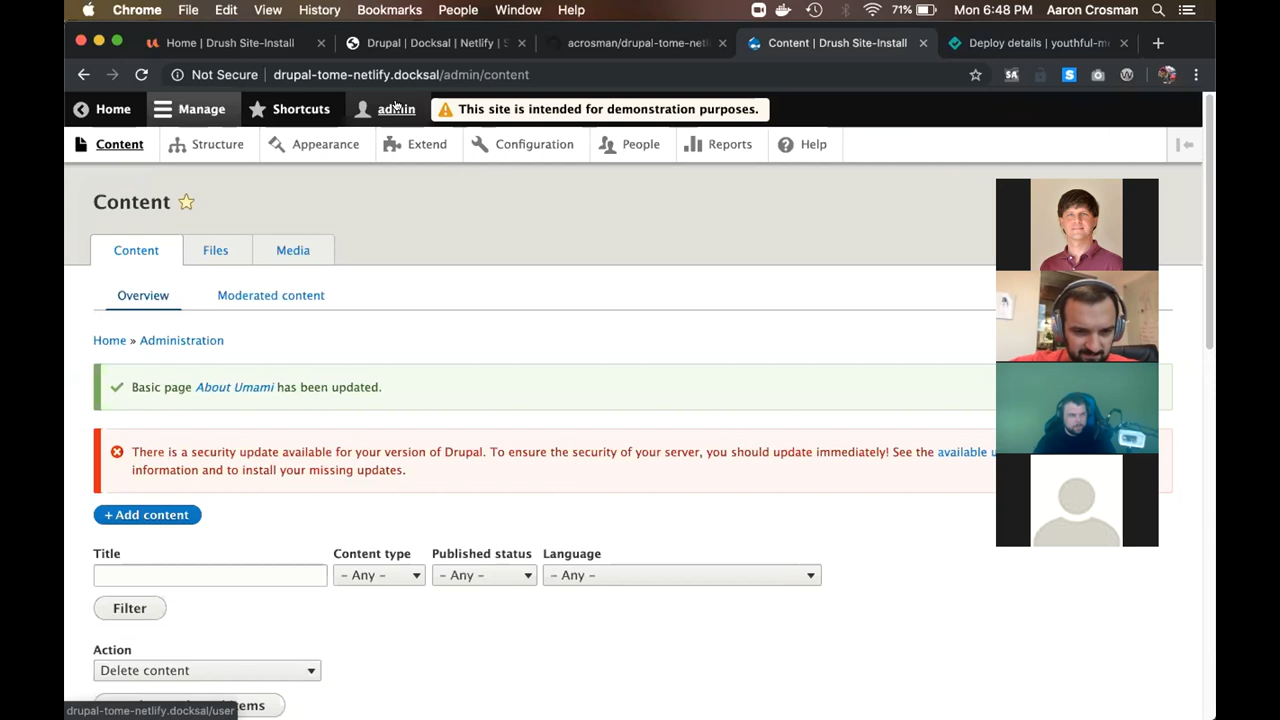 Chrome File Edit View History Bookmarks People Window Help 71% Mon 6:48 PM Aaron Crosman
Home | Drush Site-Install Drupal | Docksal | Netlify | S acrosman/drupal-tome-netl Content | Drush Site-Install Deploy details | youthful-m
Not Secure drupal-tome-netlify.docksal/admin/content
Home Manage Shortcuts admin This site is intended for demonstration purposes.
Content Structure Appearance Extend Configuration People Reports Help
Content
Content Files Media
Overview Moderated content
Home » Administration
Basic page About Umami has been updated.
There is a security update available for your version of Drupal. To ensure the security of your server, you should update immediately! See the available u
information and to install your missing updates.
+ Add content
Title Content type Published status Language
- Any - - Any - - Any -
Filter
Action
Delete content
drupal-tome-netlify.docksal/user ems